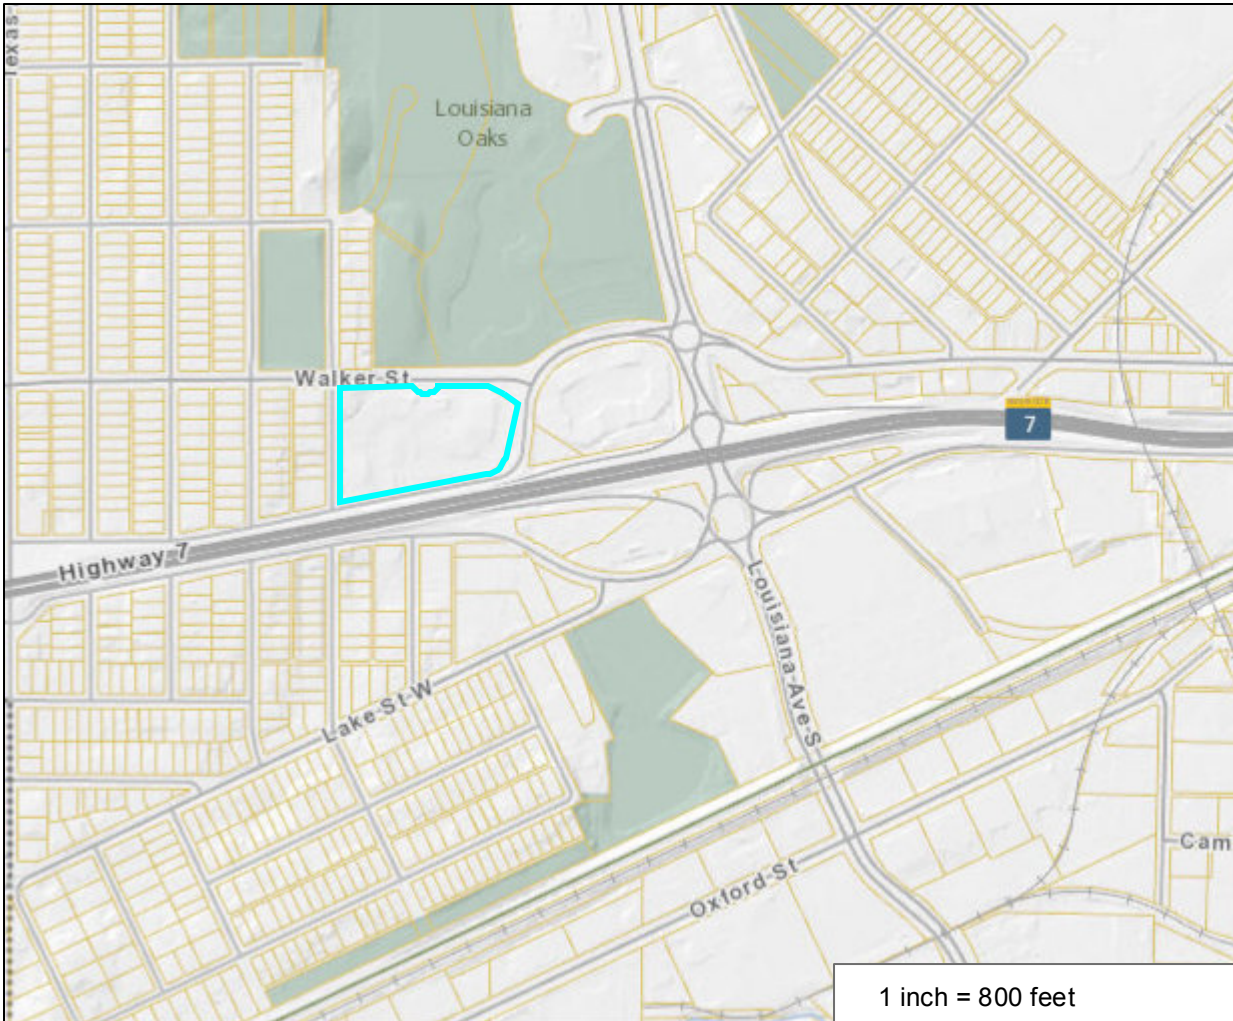 Texas
Louisiana
Oaks
Walker St
7
Highway 7
Louisiana Ave S
Lake St W
Oxford St
Cam
1 inch = 800 feet